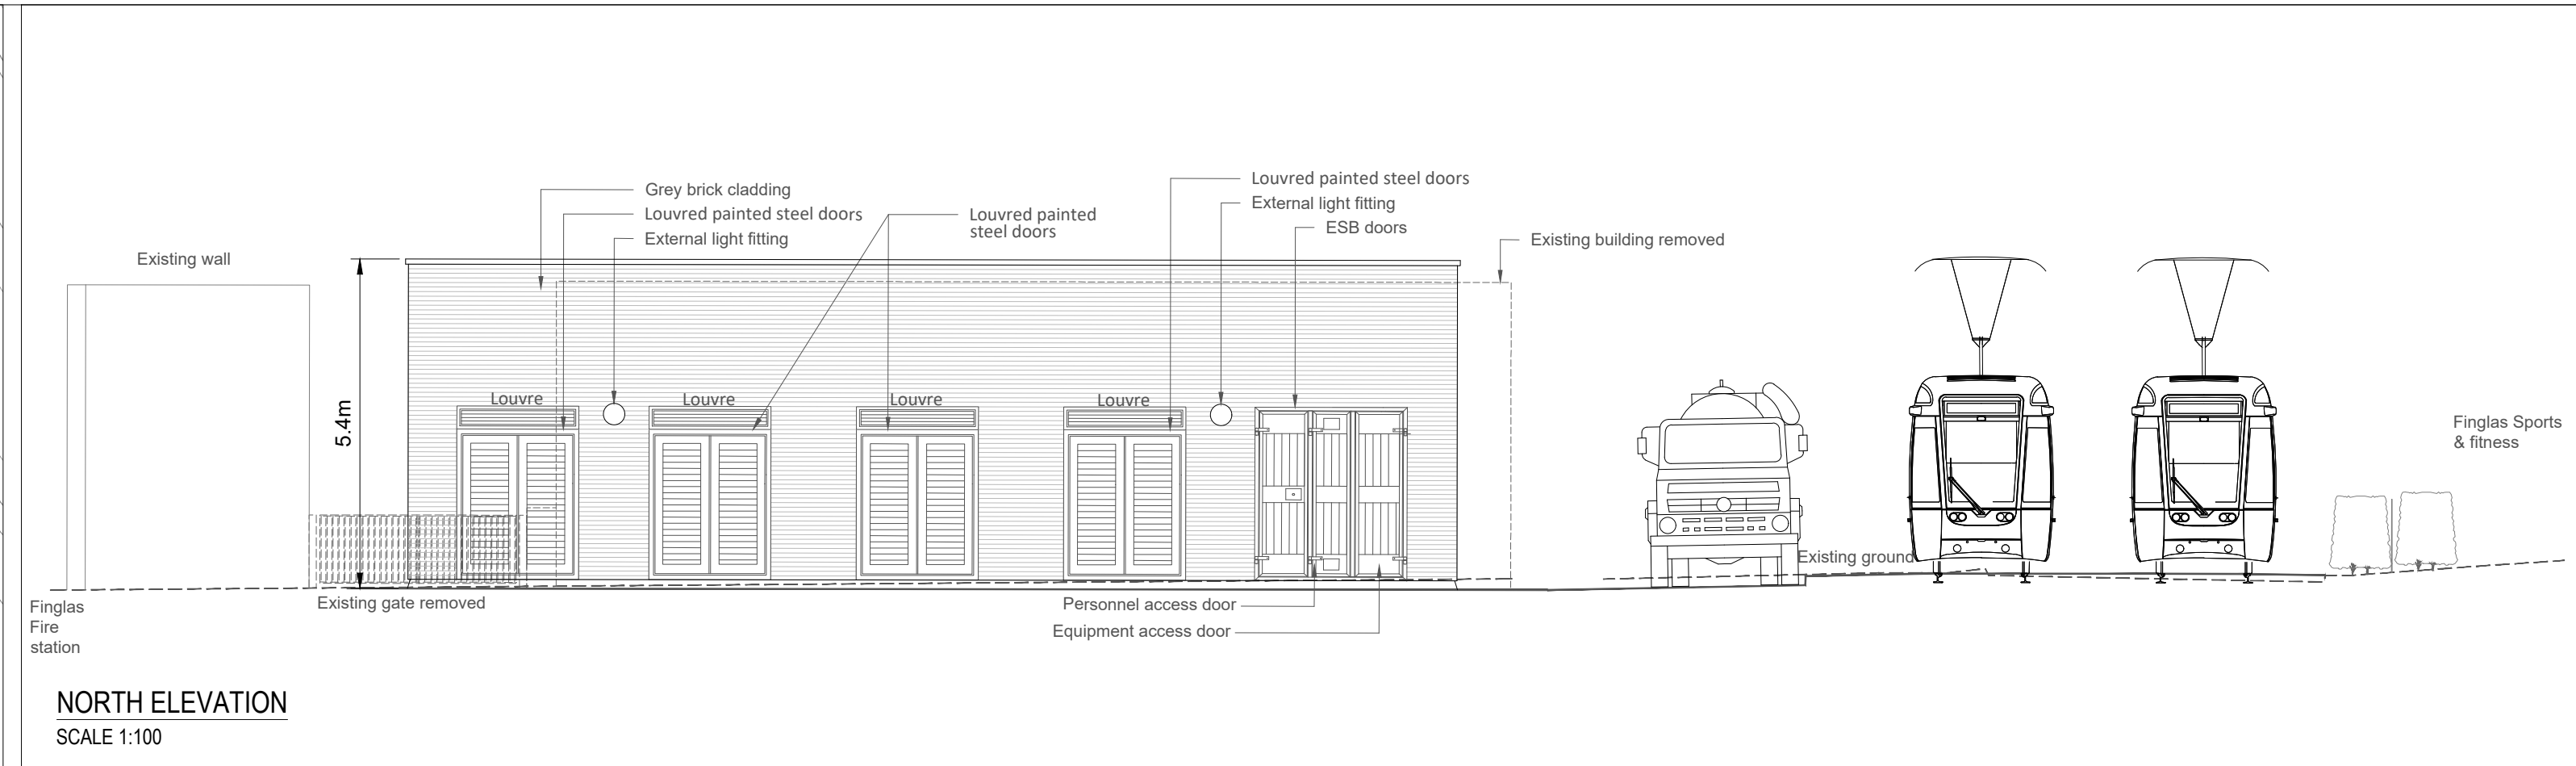 Grey brick cladding
Louvred painted steel doors
External light fitting
Louvred painted
steel doors
Louvred painted steel doors
External light fitting
ESB doors
Existing building removed
Existing wall
5.4m
Louvre
Louvre
Louvre
Louvre
Finglas Sports
& fitness
Existing ground
Finglas
Fire
station
Existing gate removed
Personnel access door
Equipment access door
NORTH ELEVATION
SCALE 1:100